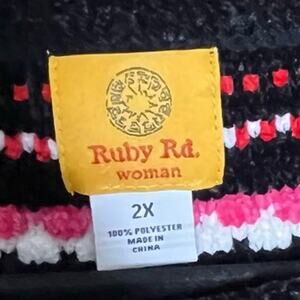 Ruby Rd.
woman
2X
100% POLYESTER
MADE IN
CHINA